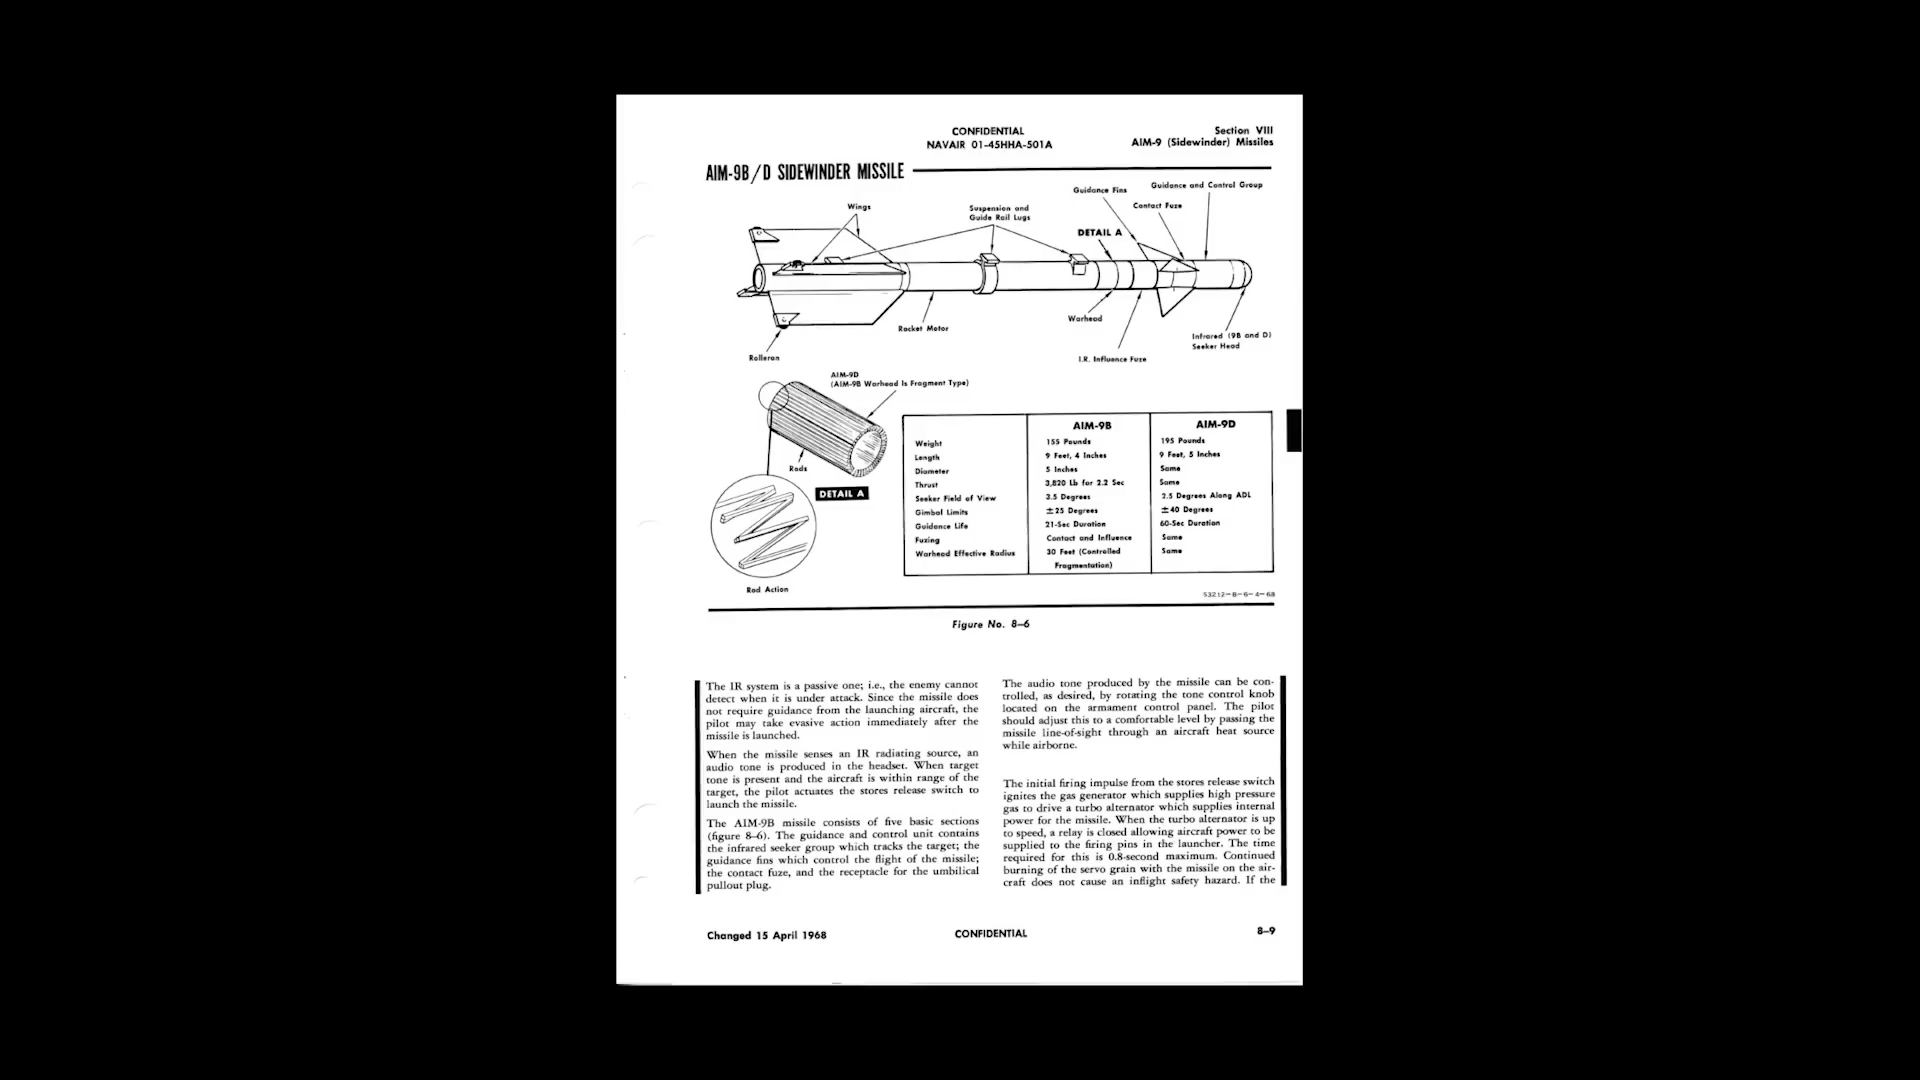 CONFIDENTIAL
NAVAIR 01-45HHA-501A
Section VIII
AIM-9 (Sidewinder) Missiles
AIM-9B/D SIDEWINDER MISSILE
Wings
Suspension and
Guide Rail Lugs
Guidance Fins
Guidance and Control Group
Contact Fuze
DETAIL A
Rocket Motor
Warhead
Infrared (9B and D)
Seeker Head
Rolleron
I.R. Influence Fuze
AIM-9D
(AIM-9B Warhead Is Fragment Type)
Rods
DETAIL A
Rod Action
AIM-9B AIM-9D
Weight 155 Pounds 195 Pounds
Length 9 Feet, 4 Inches 9 Feet, 5 Inches
Diameter 5 Inches Same
Thrust 3,820 Lb for 2.2 Sec Same
Seeker Field of View 3.5 Degrees 2.5 Degrees Along ADL
Gimbal Limits ±25 Degrees ±40 Degrees
Guidance Life 21-Sec Duration 60-Sec Duration
Fuzing Contact and Influence Same
Warhead Effective Radius 30 Feet (Controlled Same
Fragmentation)
53212-8-6-4-68
Figure No. 8-6
The IR system is a passive one; i.e., the enemy cannot
detect when it is under attack. Since the missile does
not require guidance from the launching aircraft, the
pilot may take evasive action immediately after the
missile is launched.
When the missile senses an IR radiating source, an
audio tone is produced in the headset. When target
tone is present and the aircraft is within range of the
target, the pilot actuates the stores release switch to
launch the missile.
The AIM-9B missile consists of five basic sections
(figure 8-6). The guidance and control unit contains
the infrared seeker group which tracks the target; the
guidance fins which control the flight of the missile;
the contact fuze, and the receptacle for the umbilical
pullout plug.
The audio tone produced by the missile can be con-
trolled, as desired, by rotating the tone control knob
located on the armament control panel. The pilot
should adjust this to a comfortable level by passing the
missile line-of-sight through an aircraft heat source
while airborne.
The initial firing impulse from the stores release switch
ignites the gas generator which supplies high pressure
gas to drive a turbo alternator which supplies internal
power for the missile. When the turbo alternator is up
to speed, a relay is closed allowing aircraft power to be
supplied to the firing pins in the launcher. The time
required for this is 0.8-second maximum. Continued
burning of the servo grain with the missile on the air-
craft does not cause an inflight safety hazard. If the
Changed 15 April 1968
CONFIDENTIAL
8-9